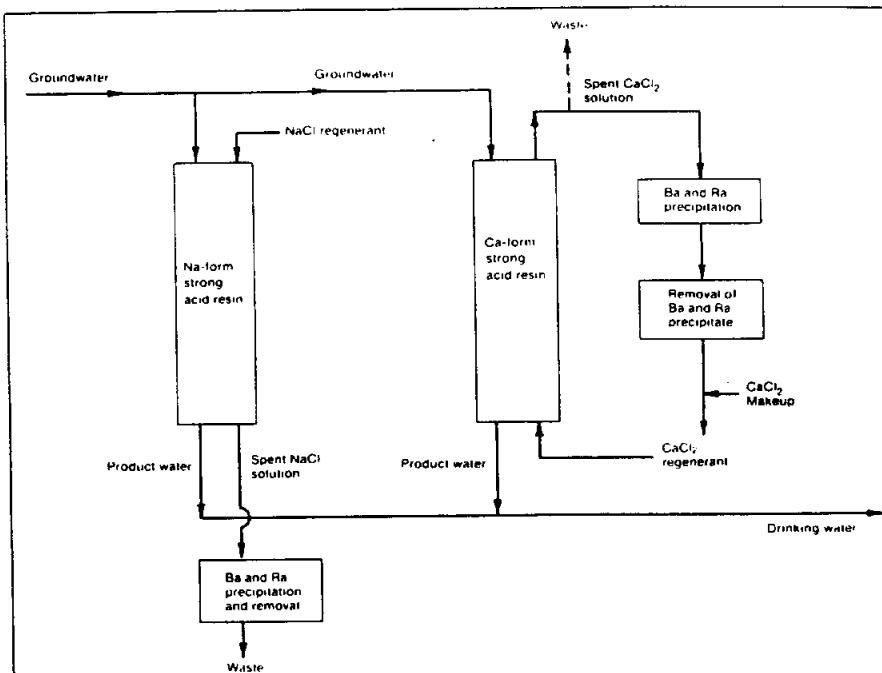 Waste
Groundwater
Groundwater
Spent CaCl₂
solution
NaCl regenerant
Ba and Ra
precipitation
Na-form
strong
acid resin
Ca-form
strong
acid resin
Removal of
Ba and Ra
precipitate
CaCl₂
Makeup
Product water
Spent NaCl
solution
Product water
CaCl₂
regenerant
Drinking water
Ba and Ra
precipitation
and removal
Waste